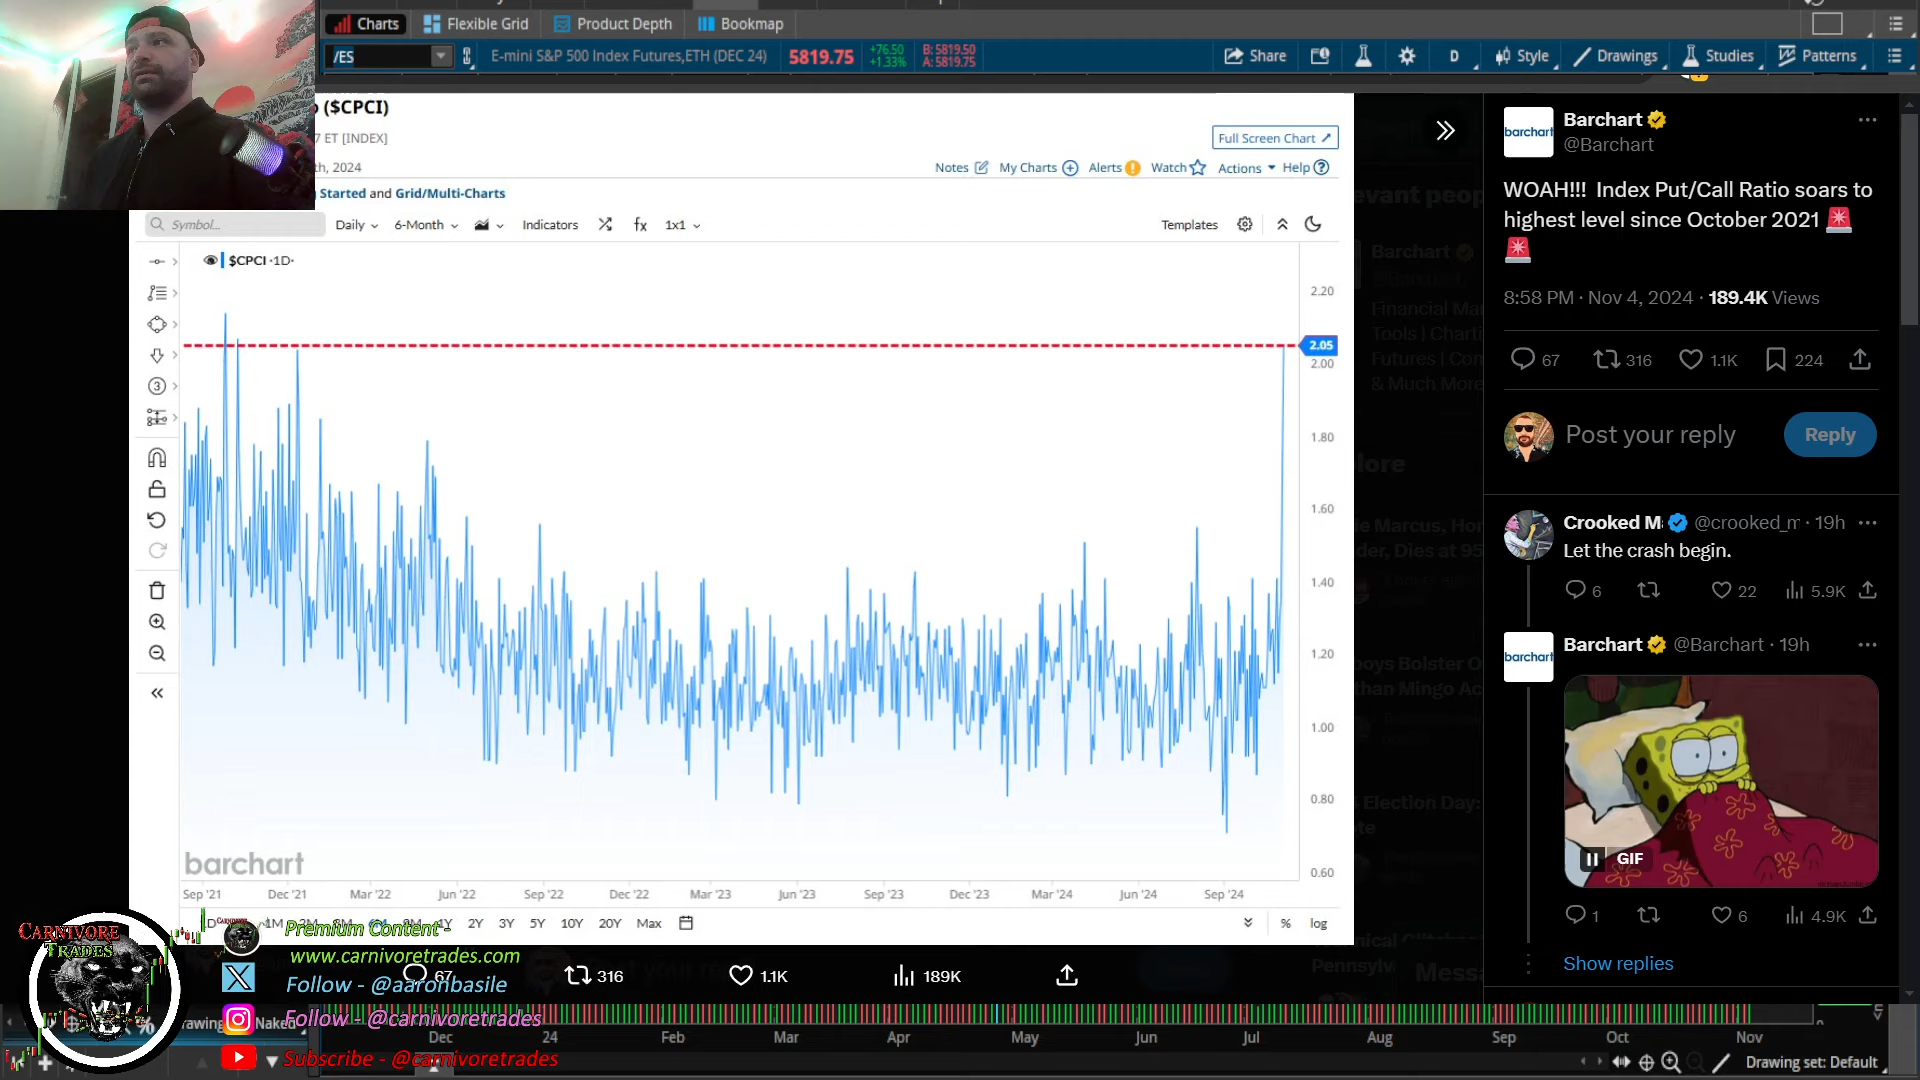 Charts
Flexible Grid
Product Depth
Bookmap
/ES
E-mini S&P 500 Index Futures,ETH (DEC 24)
5819.75
+76.50
+1.33%
B: 5819.50
A: 5819.75
Share
D
Style
Drawings
Studies
Patterns
($CPCI)
7 ET [INDEX]
Full Screen Chart
th, 2024
Notes
My Charts
Alerts
Watch
Actions
Help
Started and Grid/Multi-Charts
Symbol...
Daily
6-Month
Indicators
fx
1x1
Templates
$CPCI ·1D·
2.20
2.05
2.00
1.80
1.60
1.40
1.20
1.00
0.80
0.60
3
barchart
Sep '21
Dec '21
Mar '22
Jun '22
Sep '22
Dec '22
Mar '23
Jun '23
Sep '23
Dec '23
Mar '24
Jun '24
Sep '24
1M
1Y
2Y
3Y
5Y
10Y
20Y
Max
%
log
67
316
1.1K
189K
Barchart
@Barchart
WOAH!!! Index Put/Call Ratio soars to
highest level since October 2021
8:58 PM · Nov 4, 2024 · 189.4K Views
67
316
1.1K
224
Post your reply
Reply
Crooked M
@crooked_m · 19h
Let the crash begin.
6
22
5.9K
barchart
Barchart
@Barchart · 19h
GIF
1
6
4.9K
Show replies
CARNIVORE
TRADES
Premium Content -
www.carnivoretrades.com
Follow - @aaronbasile
Follow - @carnivoretrades
Subscribe - @carnivoretrades
Dec
24
Feb
Mar
Apr
May
Jun
Jul
Aug
Sep
Oct
Nov
Drawing set: Default